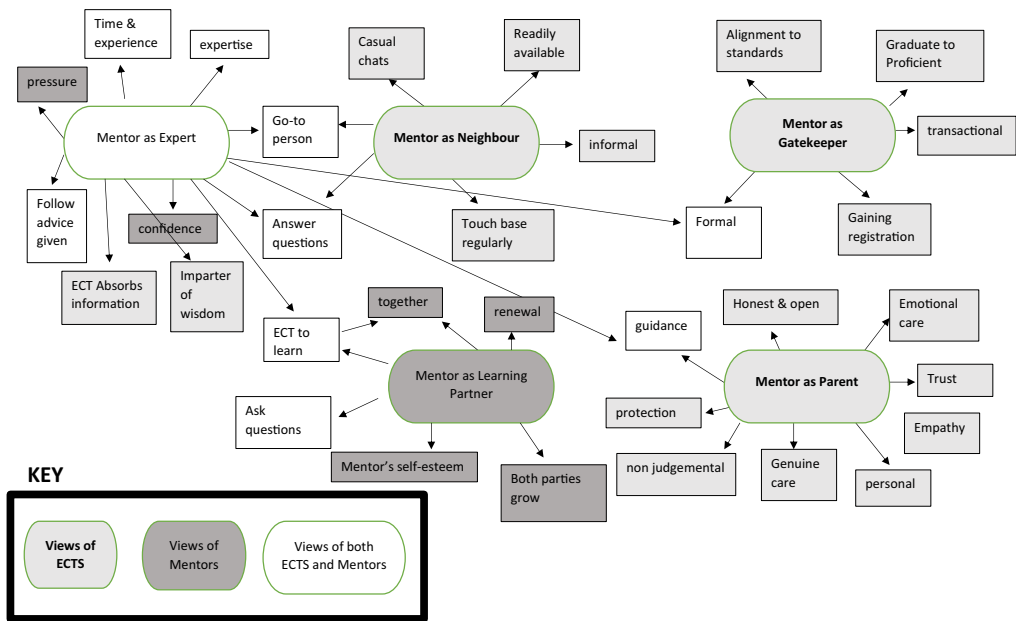 Time &
experience
expertise
pressure
Mentor as Expert
Follow
advice
given
ECT Absorbs
information
confidence
Imparter
of
wisdom
Go-to
person
Answer
questions
Casual
chats
Readily
available
Mentor as Neighbour
informal
Touch base
regularly
Alignment to
standards
Graduate to
Proficient
Mentor as
Gatekeeper
transactional
Formal
Gaining
registration
together
renewal
ECT to
learn
Mentor as Learning
Partner
Ask
questions
Mentor’s self-esteem
Both parties
grow
guidance
Honest & open
Emotional
care
Mentor as Parent
Trust
protection
Empathy
non judgemental
Genuine
care
personal
KEY
Views of
ECTS
Views of
Mentors
Views of both
ECTS and Mentors